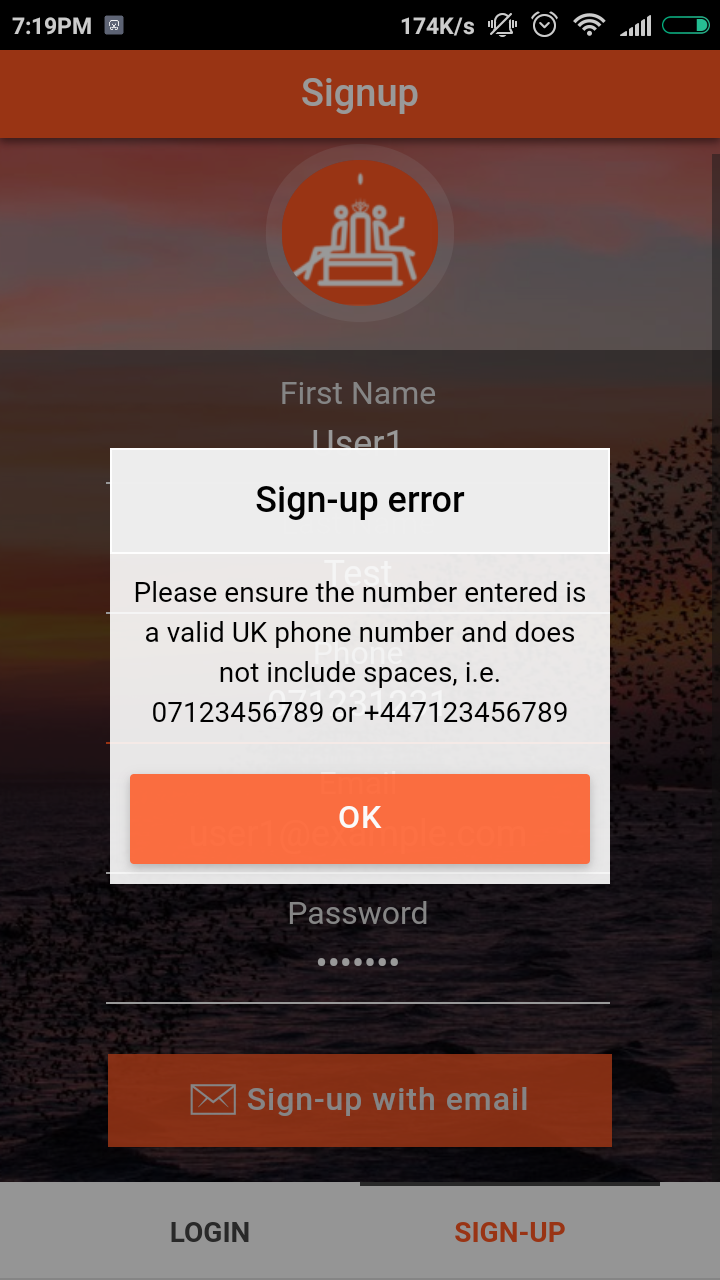 7:19PM
174K/s
Signup
First Name
User1
Sign-up error
Test
Please ensure the number entered is
a valid UK phone number and does
Phone
not include spaces, i.e.
07123456789 or +447123456789
Email
OK
user1@example.com
Password
Sign-up with email
LOGIN
SIGN-UP